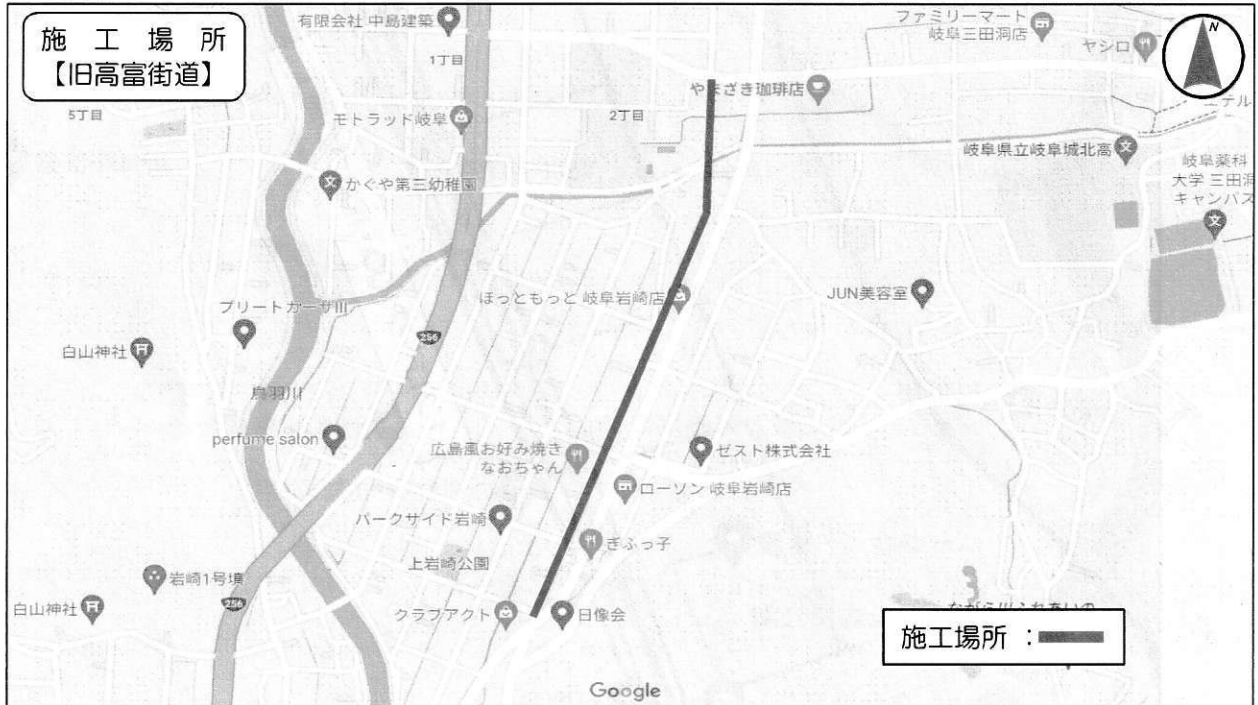 施工場所
【旧高富街道】
有限会社 中島建築
1丁目
ファミリーマート
岐阜三田洞店
ヤシロ
N
5丁目
モトラッド岐阜
2丁目
やまざき珈琲店
岐阜県立岐阜城北高
岐阜薬科
大学 三田洞
キャンパス
かぐや第三幼稚園
ほっともっと 岐阜岩崎店
JUN美容室
白山神社
256
鳥羽川
perfume salon
広島風お好み焼き
なおちゃん
ゼスト株式会社
ローソン 岐阜岩崎店
パークサイド岩崎
ぎふっ子
上岩崎公園
岩崎1号墳
256
白山神社
クラブアクト
日像会
施工場所 :
Google